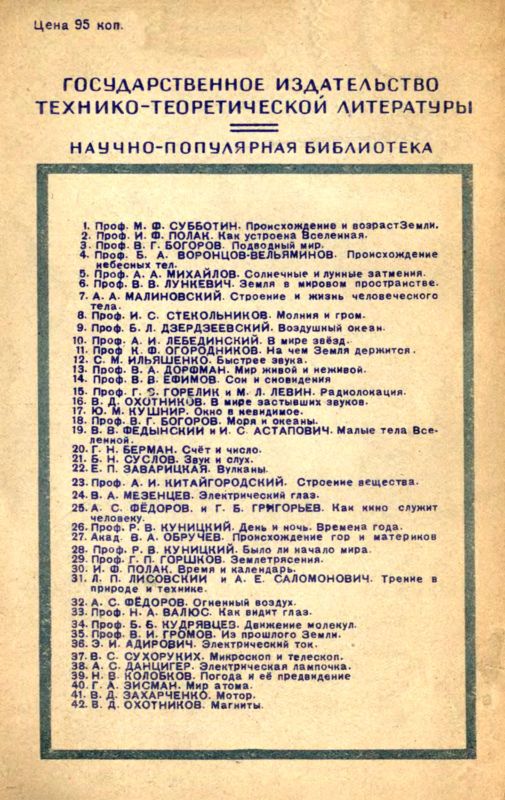 Цена 95 коп.
ГОСУДАРСТВЕННОЕ ИЗДАТЕЛЬСТВО
ТЕХНИКО-ТЕОРЕТИЧЕСКОЙ ЛИТЕРАТУРЫ
НАУЧНО-ПОПУЛЯРНАЯ БИБЛИОТЕКА
1. Проф. М. Ф. СУББОТИН. Происхождение и возраст Земли.
2. Проф. И. Ф. ПОЛАК. Как устроена Вселенная.
3. Проф. В. Г. БОГОРОВ. Подводный мир.
4. Проф. Б. А. ВОРОНЦОВ-ВЕЛЬЯМИНОВ. Происхождение
небесных тел.
5. Проф. А. А. МИХАЙЛОВ. Солнечные и лунные затмения.
6. Проф. В. В. ЛУНКЕВИЧ. Земля в мировом пространстве.
7. А. А. МАЛИНОВСКИЙ. Строение и жизнь человеческого
тела.
8. Проф. И. С. СТЕКОЛЬНИКОВ. Молния и гром.
9. Проф. Б. Л. ДЗЕРДЗЕЕВСКИЙ. Воздушный океан.
10. Проф. А. И. ЛЕБЕДИНСКИЙ. В мире звёзд.
11. Проф К. Ф. ОГОРОДНИКОВ. На чем Земля держится.
12. С. М. ИЛЬЯШЕНКО. Быстрее звука.
13. Проф. В. А. ДОРФМАН. Мир живой и неживой.
14. Проф. В. В. ЕФИМОВ. Сон и сновидения
15. Проф. Г. С. ГОРЕЛИК и М. Л. ЛЕВИН. Радиолокация.
16. В. Д. ОХОТНИКОВ. В мире застывших звуков.
17. Ю. М. КУШНИР. Окно в невидимое.
18. Проф. В. Г. БОГОРОВ. Моря и океаны.
19. В. В. ФЕДЫНСКИЙ и И. С. АСТАПОВИЧ. Малые тела Все-
ленной.
20. Г. Н. БЕРМАН. Счёт и число.
21. Б. Н. СУСЛОВ. Звук и слух.
22. Е. П. ЗАВАРИЦКАЯ. Вулканы.
23. Проф. А. И. КИТАЙГОРОДСКИЙ. Строение вещества.
24. В. А. МЕЗЕНЦЕВ. Электрический глаз.
25. А. С. ФЁДОРОВ. и Г. Б. ГРИГОРЬЕВ. Как кино служит
человеку.
26. Проф. Р. В. КУНИЦКИЙ. День и ночь. Времена года.
27. Акад. В. А. ОБРУЧЕВ. Происхождение гор и материков
28. Проф. Р. В. КУНИЦКИЙ. Было ли начало мира.
29. Проф. Г. П. ГОРШКОВ. Землетрясения.
30. И. Ф. ПОЛАК. Время и календарь.
31. Л. П. ЛИСОВСКИЙ и А. Е. САЛОМОНОВИЧ. Трение в
природе и технике.
32. А. С. ФЁДОРОВ. Огненный воздух.
33. Проф. Н. А. ВАЛЮС. Как видит глаз.
34. Проф. Б. Б. КУДРЯВЦЕВ. Движение молекул.
35. Проф. В. И. ГРОМОВ. Из прошлого Земли.
36. Э. И. АДИРОВИЧ. Электрический ток.
37. В. С. СУХОРУКИХ. Микроскоп и телескоп.
38. А. С. ДАНЦИГЕР. Электрическая лампочка.
39. Н. В. КОЛОБКОВ. Погода и её предвидение
40. Г. А. ЗИСМАН. Мир атома.
41. В. Д. ЗАХАРЧЕНКО. Мотор.
42. В. Д. ОХОТНИКОВ. Магниты.